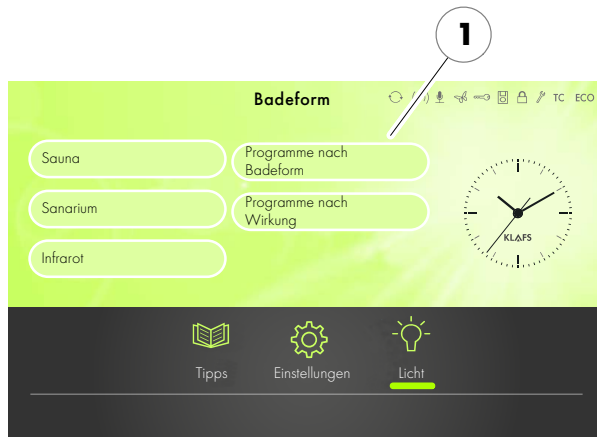 1
Badeform
TC ECO
Sauna
Programme nach
Badeform
Sanarium
Programme nach
Wirkung
Infrarot
KLAFS
Tipps
Einstellungen
Licht